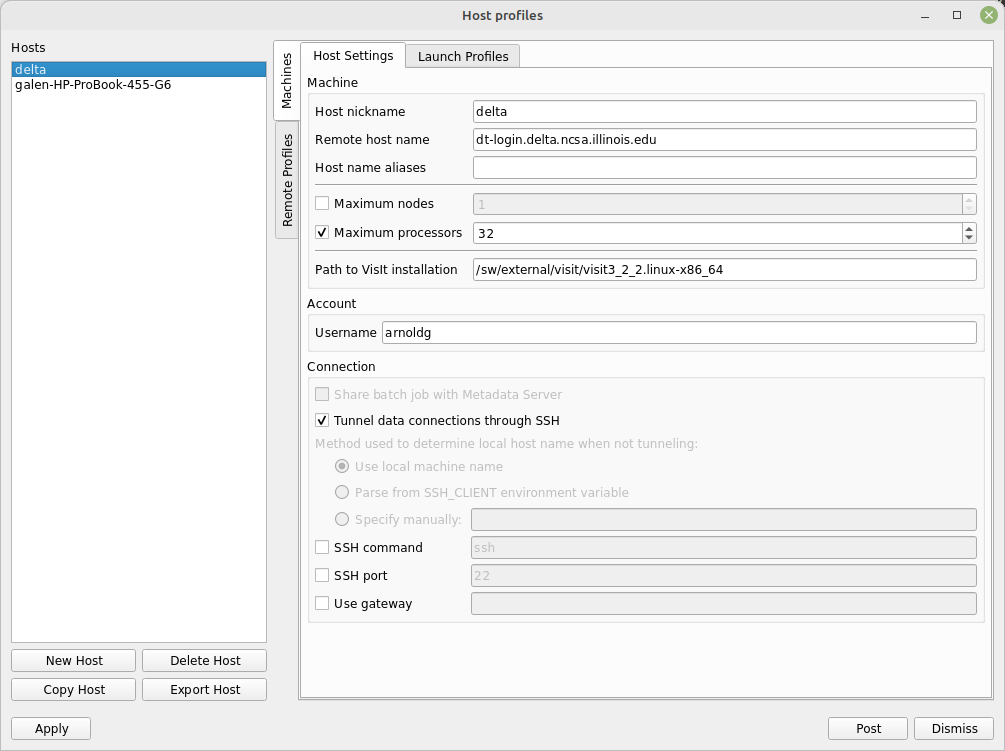 Host profiles
Hosts
delta
galen-HP-ProBook-455-G6
New Host
Delete Host
Copy Host
Export Host
Machines
Remote Profiles
Host Settings
Launch Profiles
Machine
Host nickname
delta
Remote host name
dt-login.delta.ncsa.illinois.edu
Host name aliases
Maximum nodes
1
Maximum processors
32
Path to VisIt installation
/sw/external/visit/visit3_2_2.linux-x86_64
Account
Username
arnoldg
Connection
Share batch job with Metadata Server
Tunnel data connections through SSH
Method used to determine local host name when not tunneling:
Use local machine name
Parse from SSH_CLIENT environment variable
Specify manually:
SSH command
ssh
SSH port
22
Use gateway
Apply
Post
Dismiss